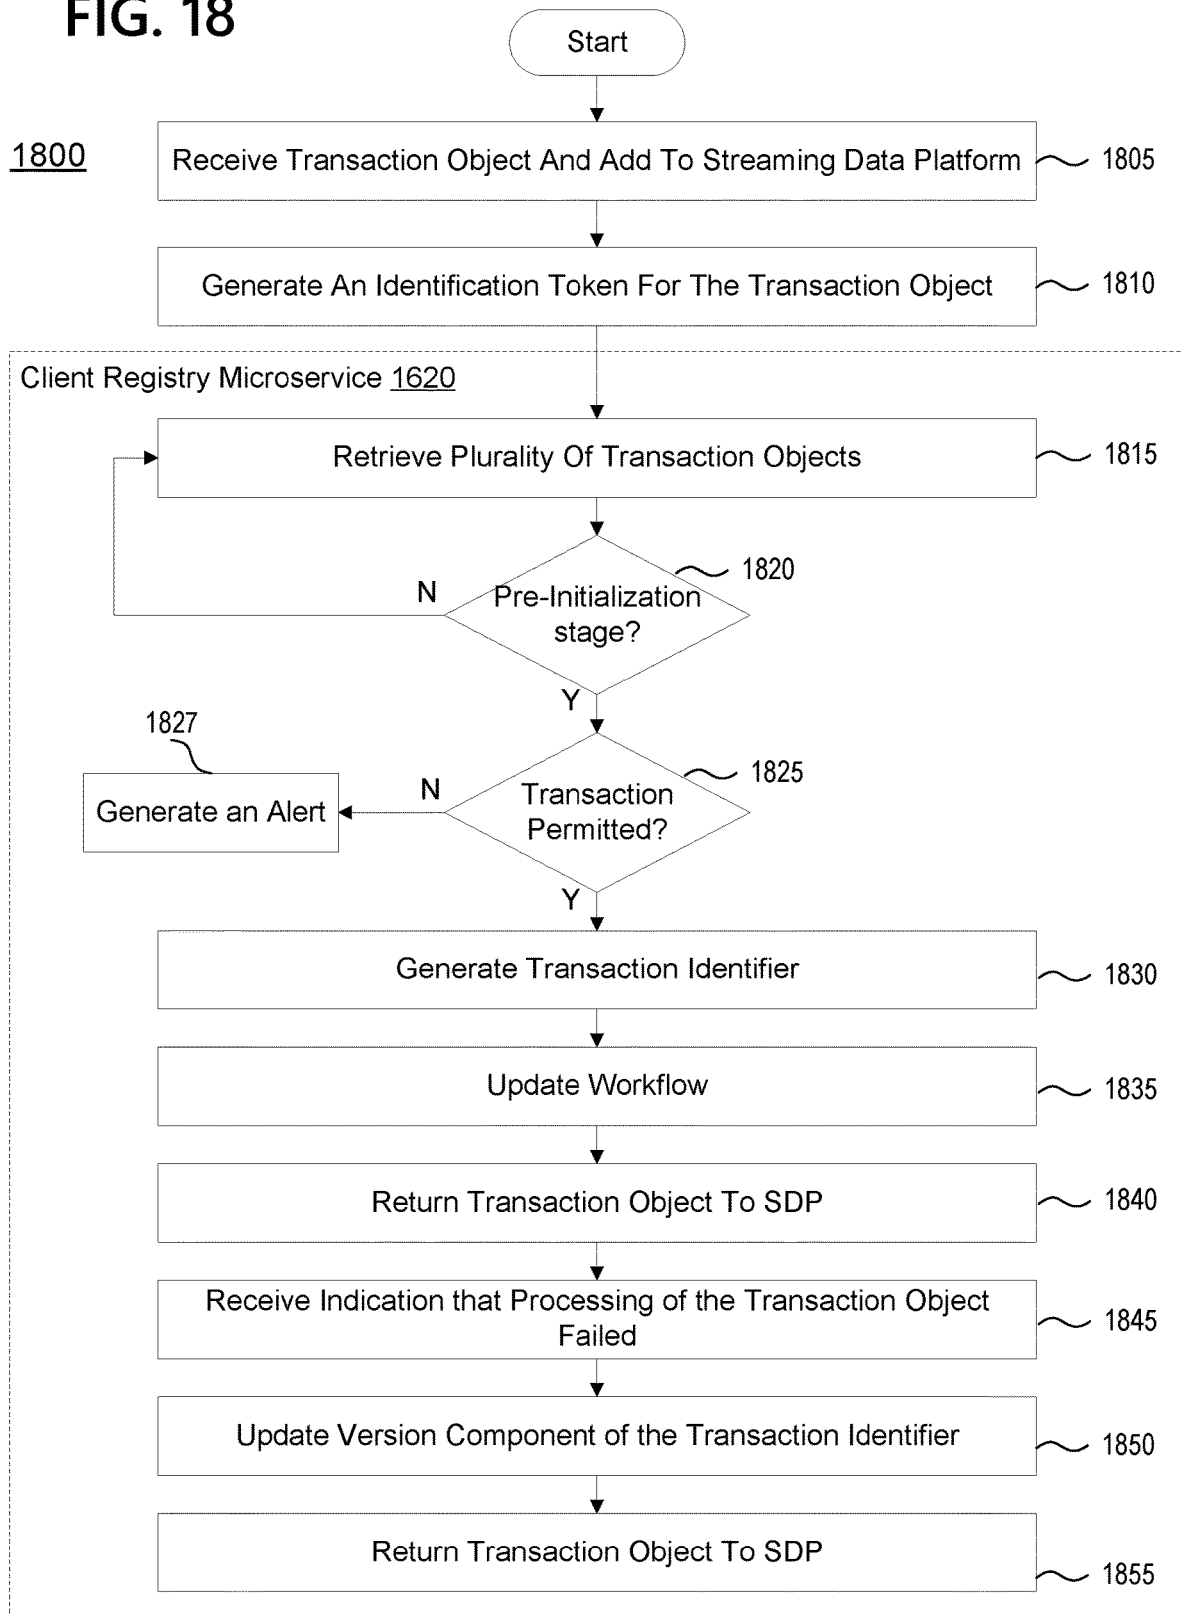 FIG. 18
Start
1800
Receive Transaction Object And Add To Streaming Data Platform
1805
Generate An Identification Token For The Transaction Object
1810
Client Registry Microservice 1620
Retrieve Plurality Of Transaction Objects
1815
1820
N
Pre-Initialization
stage?
Y
1827
1825
Generate an Alert
N
Transaction
Permitted?
Y
Generate Transaction Identifier
1830
Update Workflow
1835
Return Transaction Object To SDP
1840
Receive Indication that Processing of the Transaction Object
Failed
1845
Update Version Component of the Transaction Identifier
1850
Return Transaction Object To SDP
1855